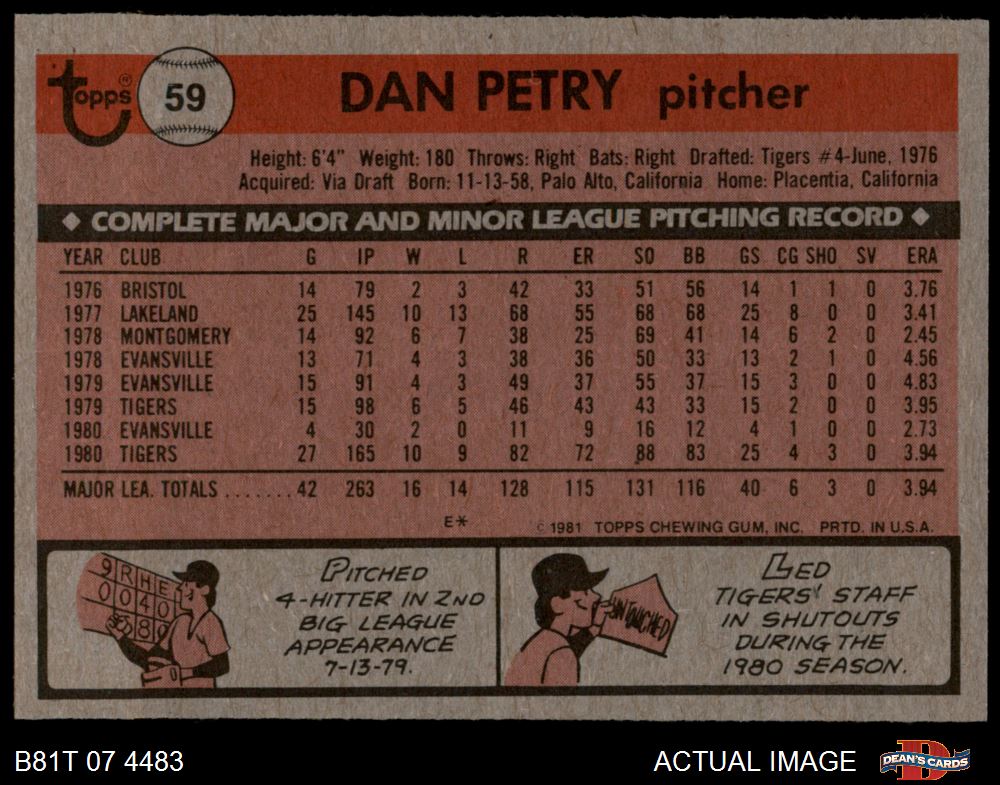 Topps® 59 DAN PETRY pitcher
Height: 6'4" Weight: 180 Throws: Right Bats: Right Drafted: Tigers #4-June, 1976
Acquired: Via Draft Born: 11-13-58, Palo Alto, California Home: Placentia, California
◆ COMPLETE MAJOR AND MINOR LEAGUE PITCHING RECORD ◆
YEAR CLUB G IP W L R ER SO BB GS CG SHO SV ERA
1976 BRISTOL 14 79 2 3 42 33 51 56 14 1 1 0 3.76
1977 LAKELAND 25 145 10 13 68 55 68 68 25 8 0 0 3.41
1978 MONTGOMERY 14 92 6 7 38 25 69 41 14 6 2 0 2.45
1978 EVANSVILLE 13 71 4 3 38 36 50 33 13 2 1 0 4.56
1979 EVANSVILLE 15 91 4 3 49 37 55 37 15 3 0 0 4.83
1979 TIGERS 15 98 6 5 46 43 43 33 15 2 0 0 3.95
1980 EVANSVILLE 4 30 2 0 11 9 16 12 4 1 0 0 2.73
1980 TIGERS 27 165 10 9 82 72 88 83 25 4 3 0 3.94
MAJOR LEA. TOTALS.......42 263 16 14 128 115 131 116 40 6 3 0 3.94
E* © 1981 TOPPS CHEWING GUM, INC. PRTD. IN U.S.A.
9 R H E
0 0 4 0
5 8 0
PITCHED
4-HITTER IN 2ND
BIG LEAGUE
APPEARANCE
7-13-79.
UNTOUCHED
LED
TIGERS' STAFF
IN SHUTOUTS
DURING THE
1980 SEASON.
B81T 07 4483 ACTUAL IMAGE DEAN'S CARDS